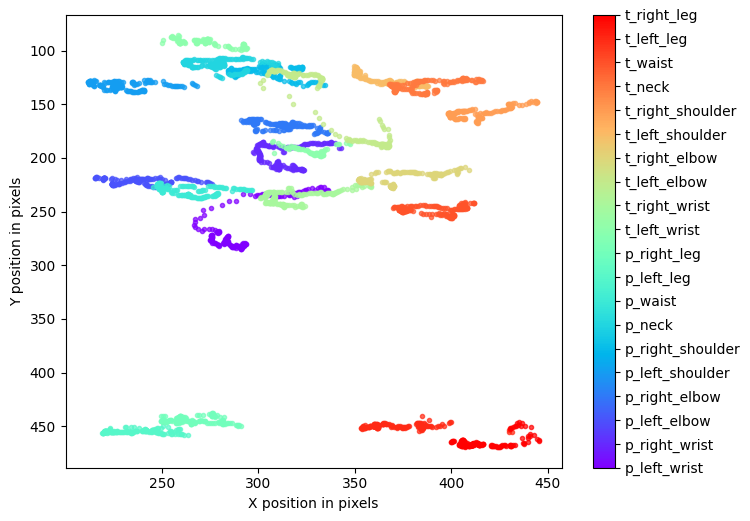 Y position in pixels
100
150
200
250
300
350
400
450
250
300
350
400
450
X position in pixels
t_right_leg
t_left_leg
t_waist
t_neck
t_right_shoulder
t_left_shoulder
t_right_elbow
t_left_elbow
t_right_wrist
t_left_wrist
p_right_leg
p_left_leg
p_waist
p_neck
p_right_shoulder
p_left_shoulder
p_right_elbow
p_left_elbow
p_right_wrist
p_left_wrist